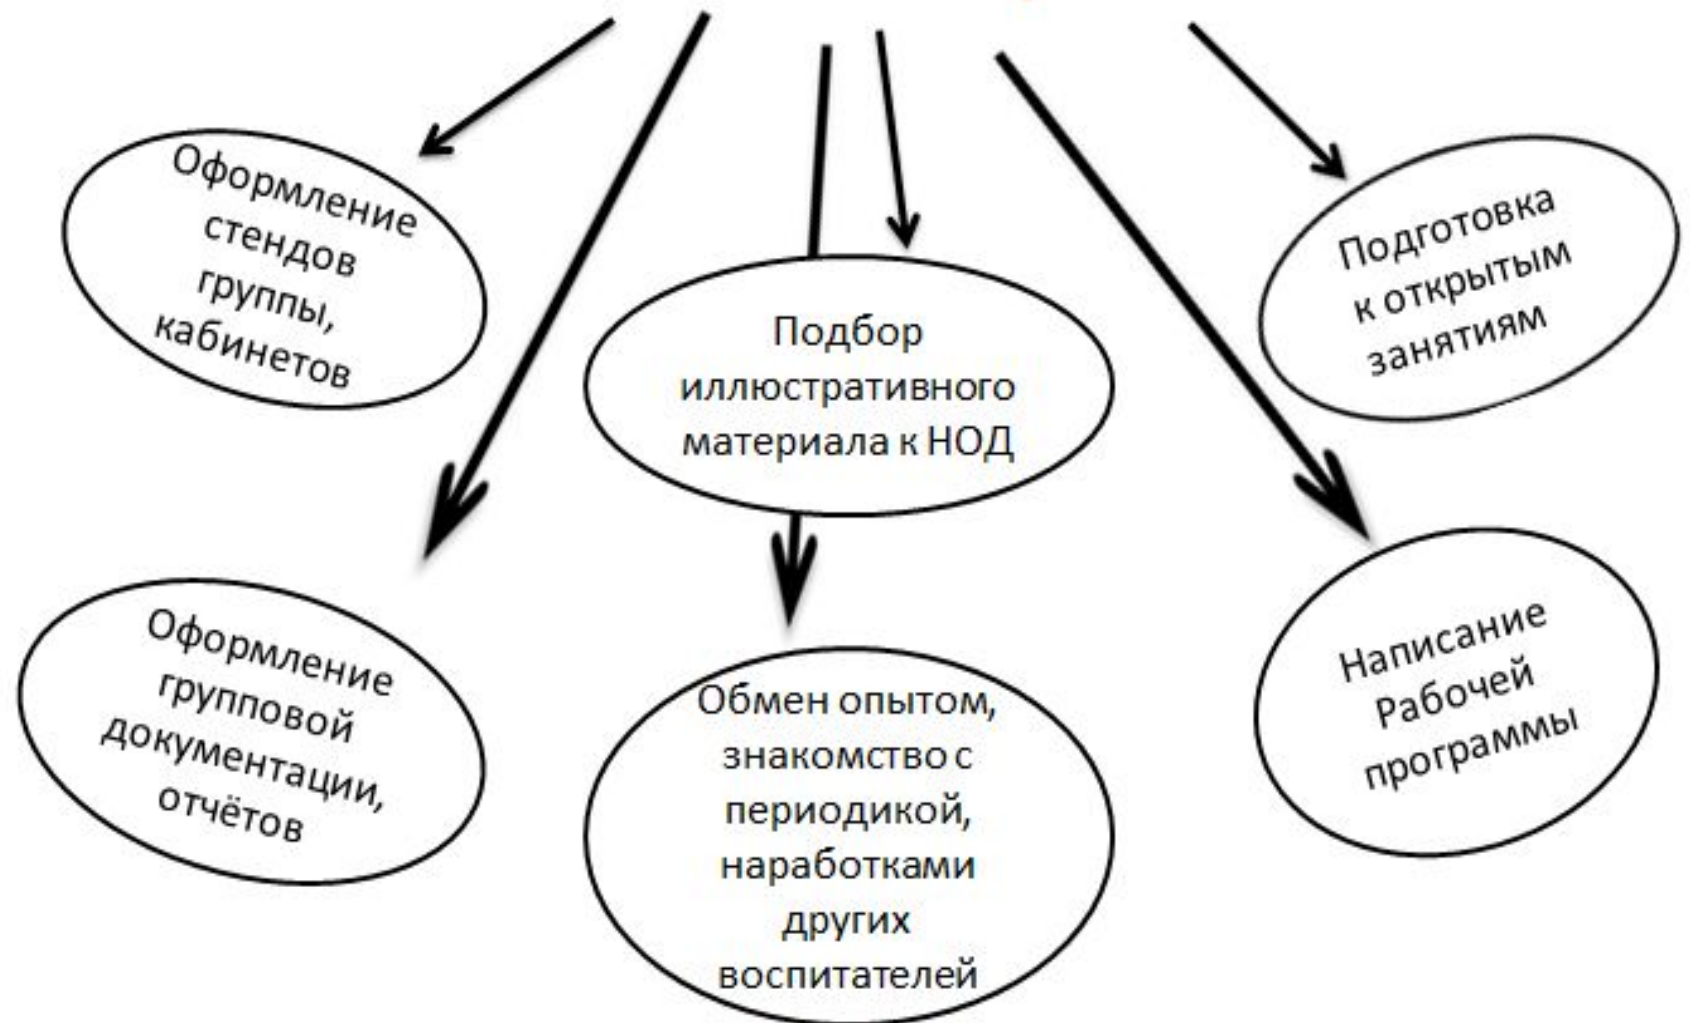 Оформление
стендов
группы,
кабинетов
Подбор
иллюстративного
материала к НОД
Подготовка
к открытым
занятиям
Оформление
групповой
документации,
отчётов
Обмен опытом,
знакомство с
периодикой,
наработками
других
воспитателей
Написание
Рабочей
программы